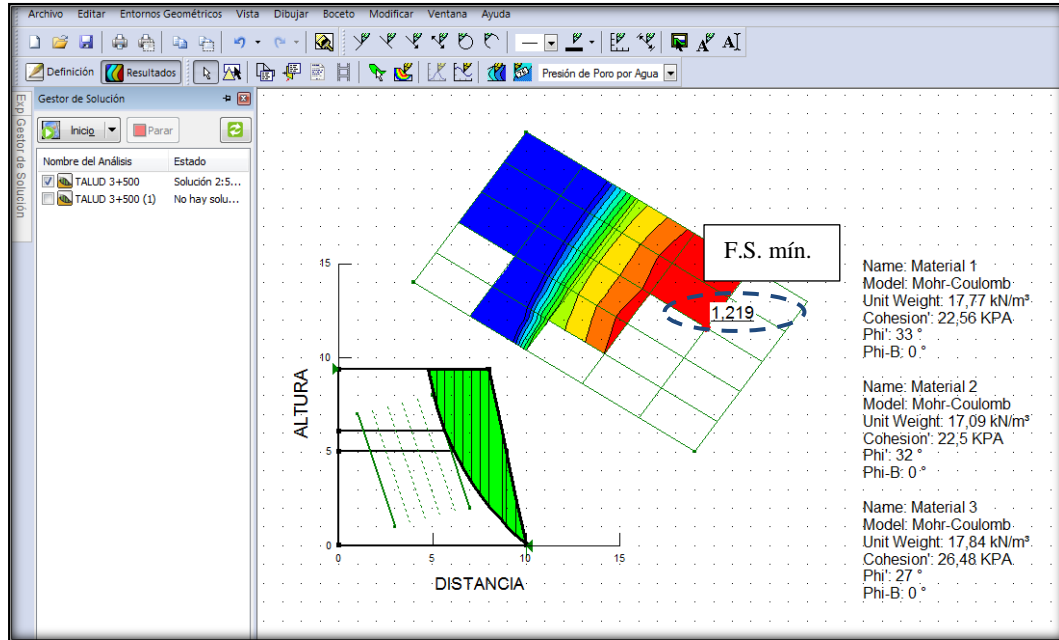 Archivo Editar Entornos Geométricos Vista Dibujar Boceto Modificar Ventana Ayuda
Definición Resultados Presión de Poro por Agua
Exp Gestor de Solución
Gestor de Solución
Inicio Parar
Nombre del Análisis Estado
TALUD 3+500 Solución 2:5...
TALUD 3+500 (1) No hay solu...
F.S. mín.
1,219
15
10
5
0
ALTURA
0 5 10 15
DISTANCIA
Name: Material 1
Model: Mohr-Coulomb
Unit Weight: 17,77 kN/m³
Cohesion': 22,56 KPA
Phi': 33 °
Phi-B: 0 °
Name: Material 2
Model: Mohr-Coulomb
Unit Weight: 17,09 kN/m³
Cohesion': 22,5 KPA
Phi': 32 °
Phi-B: 0 °
Name: Material 3
Model: Mohr-Coulomb
Unit Weight: 17,84 kN/m³
Cohesion': 26,48 KPA
Phi': 27 °
Phi-B: 0 °